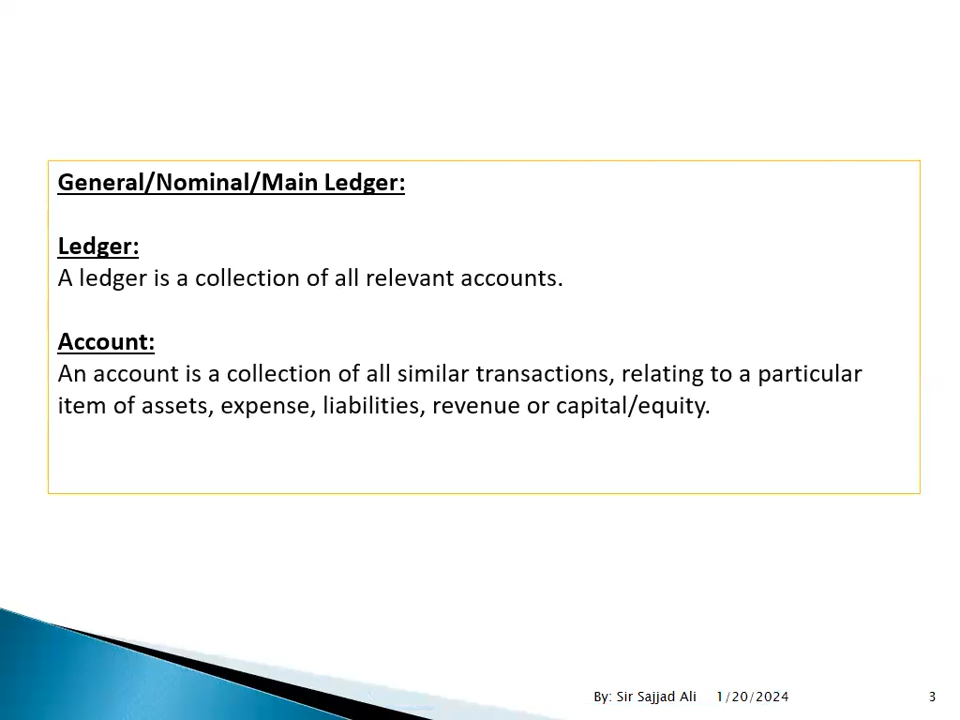 General/Nominal/Main Ledger:
Ledger:
A ledger is a collection of all relevant accounts.
Account:
An account is a collection of all similar transactions, relating to a particular
item of assets, expense, liabilities, revenue or capital/equity.
By: Sir Sajjad Ali 1/20/2024 3